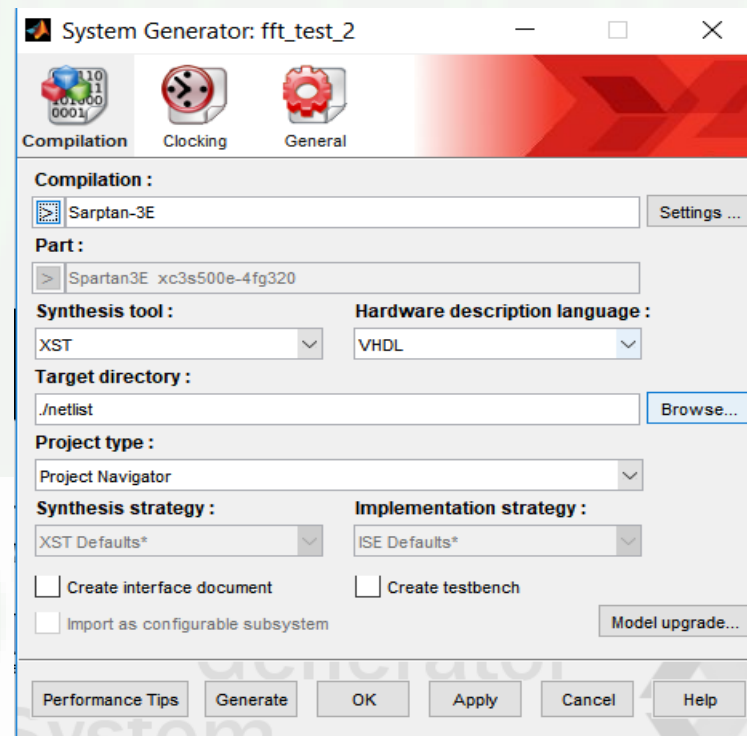 System Generator: fft_test_2
Compilation Clocking General
Compilation :
> Sarptan-3E Settings ...
Part :
> Spartan3E xc3s500e-4fg320
Synthesis tool : Hardware description language :
XST VHDL
Target directory :
./netlist Browse...
Project type :
Project Navigator
Synthesis strategy : Implementation strategy :
XST Defaults* ISE Defaults*
Create interface document Create testbench
Import as configurable subsystem Model upgrade...
Performance Tips Generate OK Apply Cancel Help
Generator
System